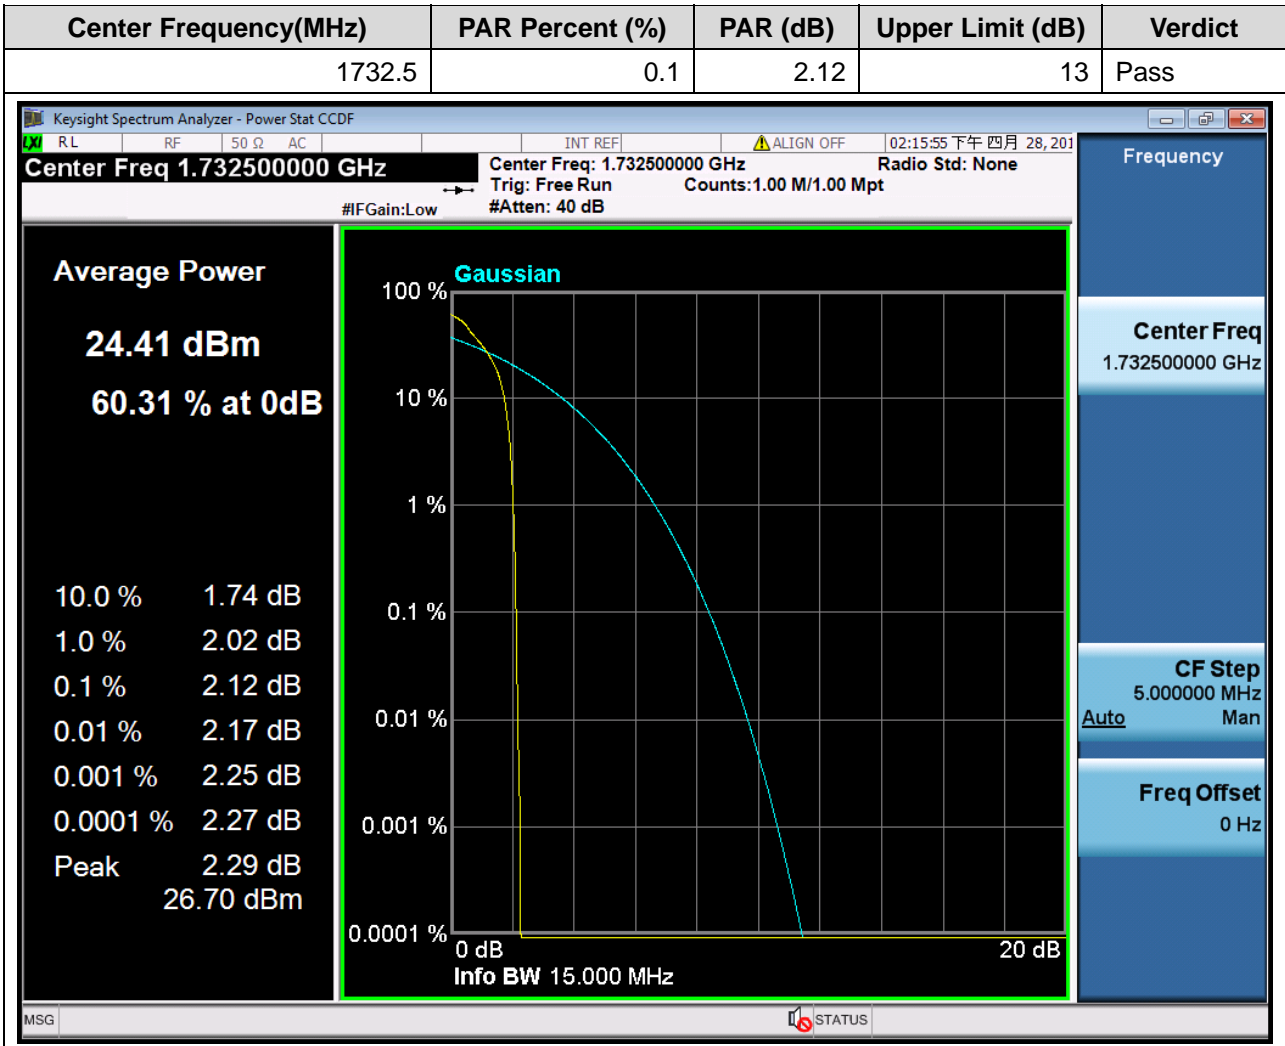 Center Frequency(MHz) PAR Percent (%) PAR (dB) Upper Limit (dB) Verdict
1732.5 0.1 2.12 13 Pass
Keysight Spectrum Analyzer - Power Stat CCDF
LXI RL RF 50 Ω AC INT REF ALIGN OFF 02:15:55 下午 四月 28, 201
Center Freq 1.732500000 GHz
Center Freq: 1.732500000 GHz Radio Std: None
Trig: Free Run Counts:1.00 M/1.00 Mpt
#IFGain:Low #Atten: 40 dB
Average Power
24.41 dBm
60.31 % at 0dB
10.0 % 1.74 dB
1.0 % 2.02 dB
0.1 % 2.12 dB
0.01 % 2.17 dB
0.001 % 2.25 dB
0.0001 % 2.27 dB
Peak 2.29 dB
26.70 dBm
Gaussian
100 %
10 %
1 %
0.1 %
0.01 %
0.001 %
0.0001 %
0 dB 20 dB
Info BW 15.000 MHz
Frequency
Center Freq
1.732500000 GHz
CF Step
5.000000 MHz
Auto Man
Freq Offset
0 Hz
MSG STATUS